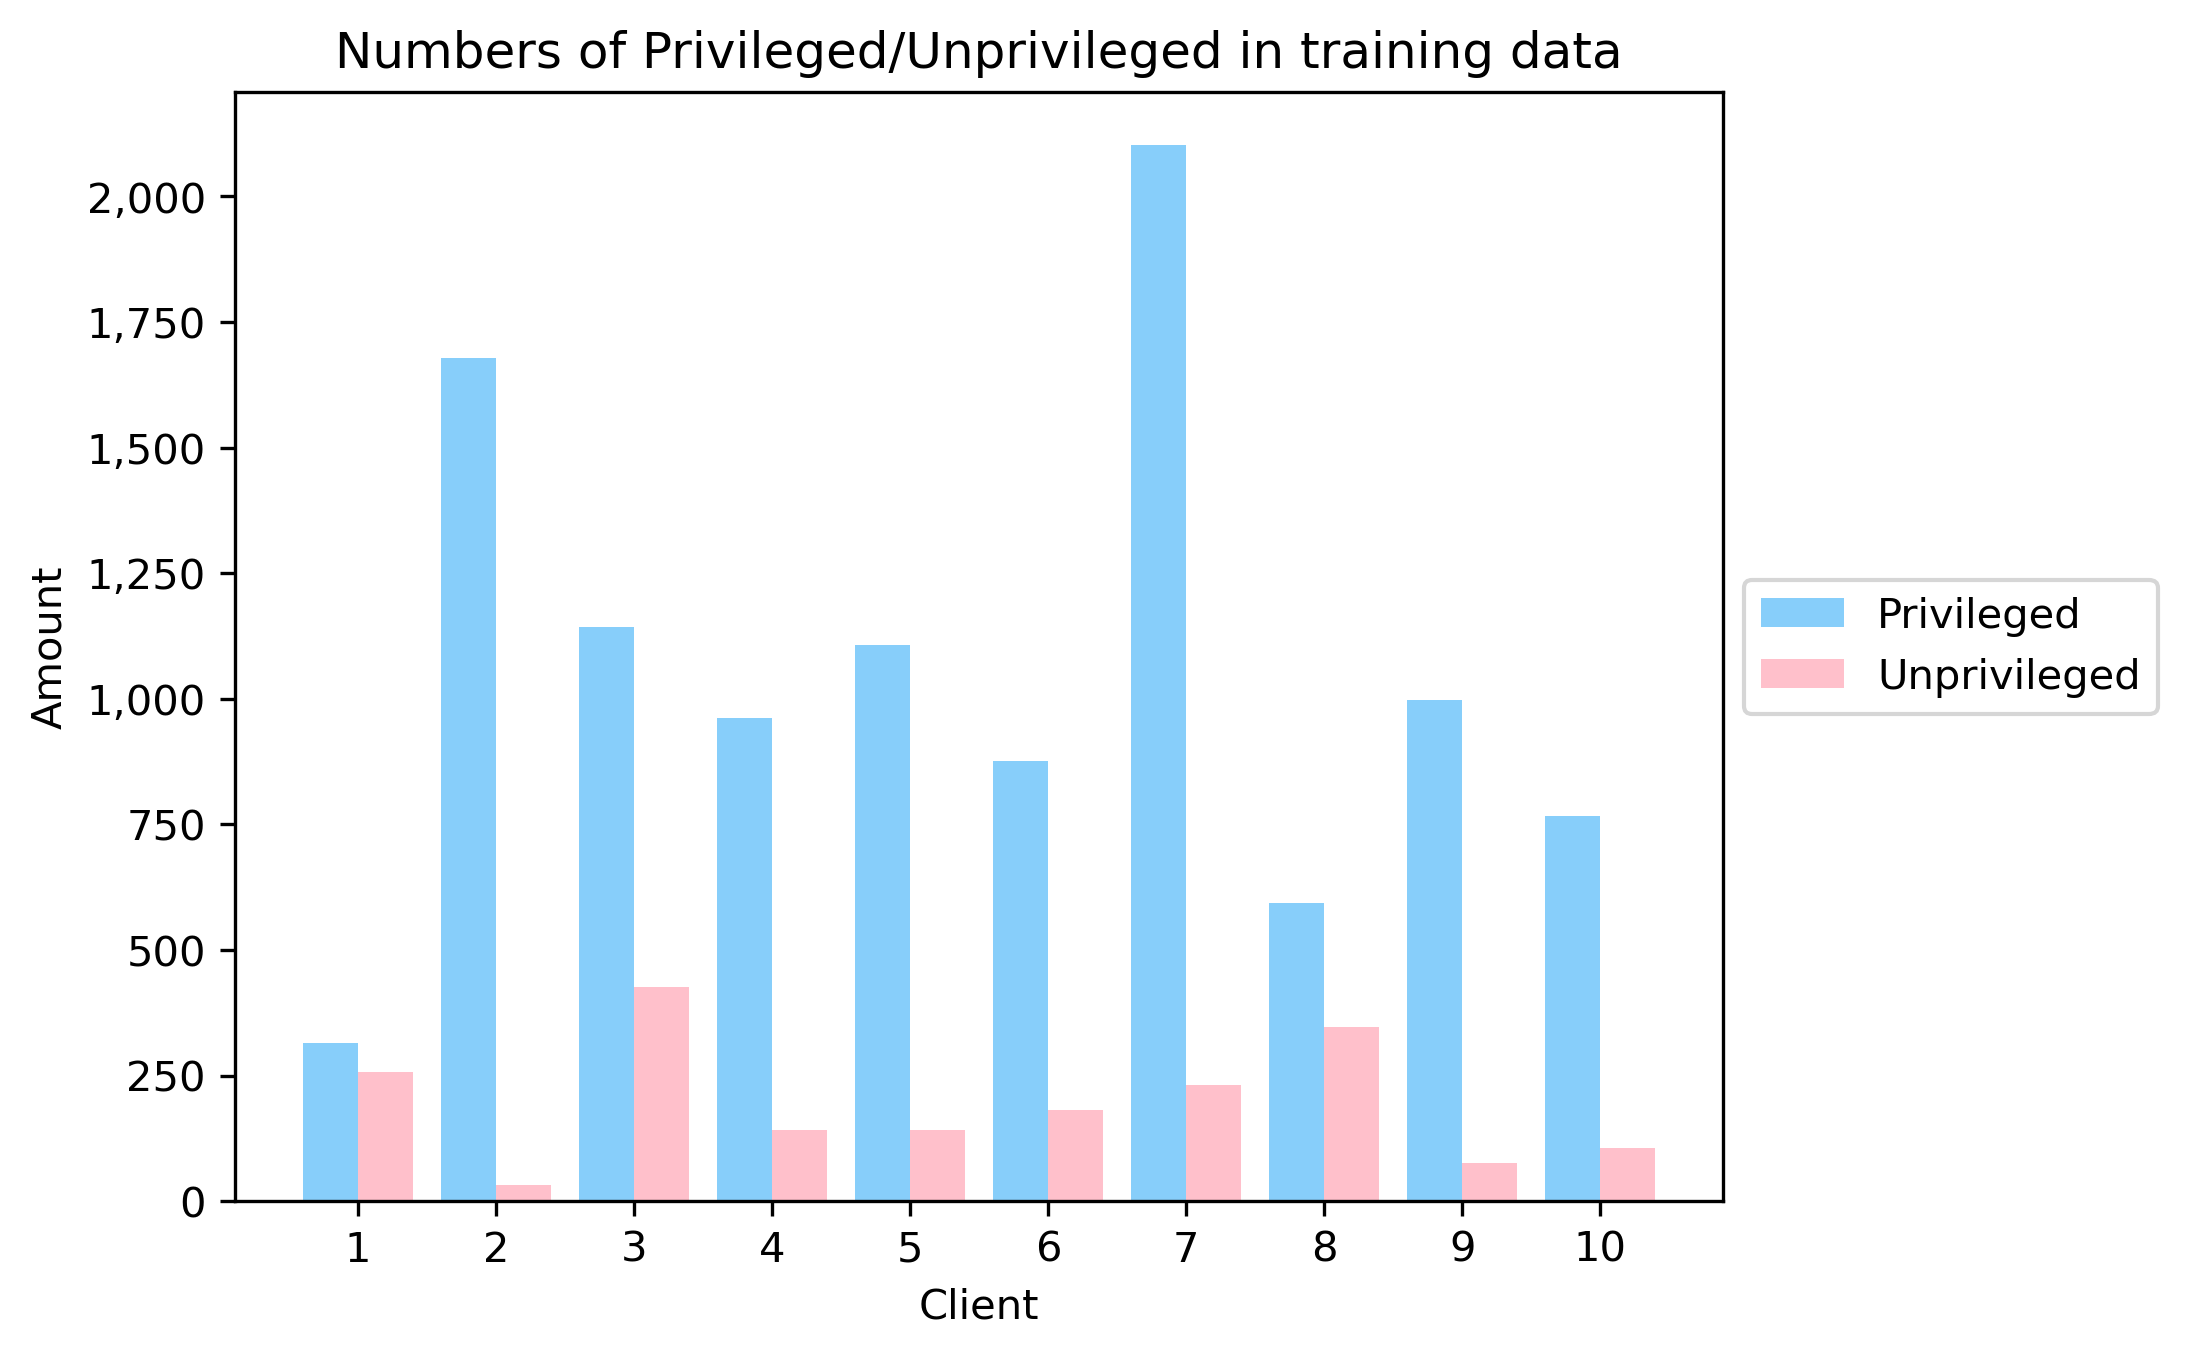 Numbers of Privileged/Unprivileged in training data
2,000
1,750
1,500
1,250
1,000
750
500
250
0
Amount
1 2 3 4 5 6 7 8 9 10
Client
Privileged
Unprivileged